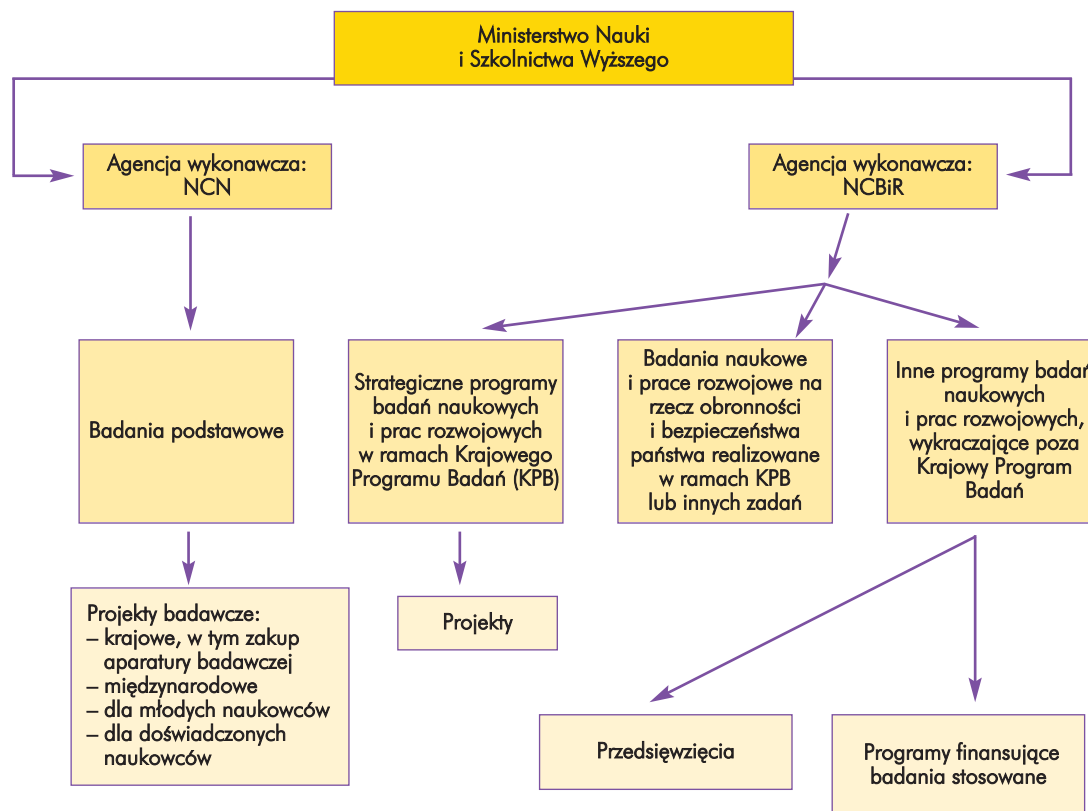 Ministerstwo Nauki
i Szkolnictwa Wyższego
Agencja wykonawcza:
NCN
Agencja wykonawcza:
NCBiR
Badania podstawowe
Strategiczne programy
badań naukowych
i prac rozwojowych
w ramach Krajowego
Programu Badań (KPB)
Badania naukowe
i prace rozwojowe na
rzecz obronności
i bezpieczeństwa
państwa realizowane
w ramach KPB
lub innych zadań
Inne programy badań
naukowych
i prac rozwojowych,
wykraczające poza
Krajowy Program
Badań
Projekty badawcze:
– krajowe, w tym zakup
aparatury badawczej
– międzynarodowe
– dla młodych naukowców
– dla doświadczonych
naukowców
Projekty
Przedsięwzięcia
Programy finansujące
badania stosowane